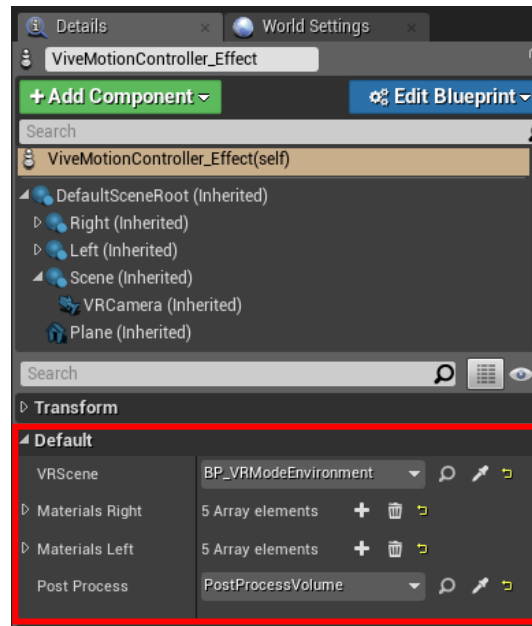 Details
World Settings
ViveMotionController_Effect
+ Add Component
Edit Blueprint
Search
ViveMotionController_Effect(self)
DefaultSceneRoot (Inherited)
Right (Inherited)
Left (Inherited)
Scene (Inherited)
VRCamera (Inherited)
Plane (Inherited)
Search
Transform
Default
VRScene BP_VRModeEnvironment
Materials Right 5 Array elements
Materials Left 5 Array elements
Post Process PostProcessVolume